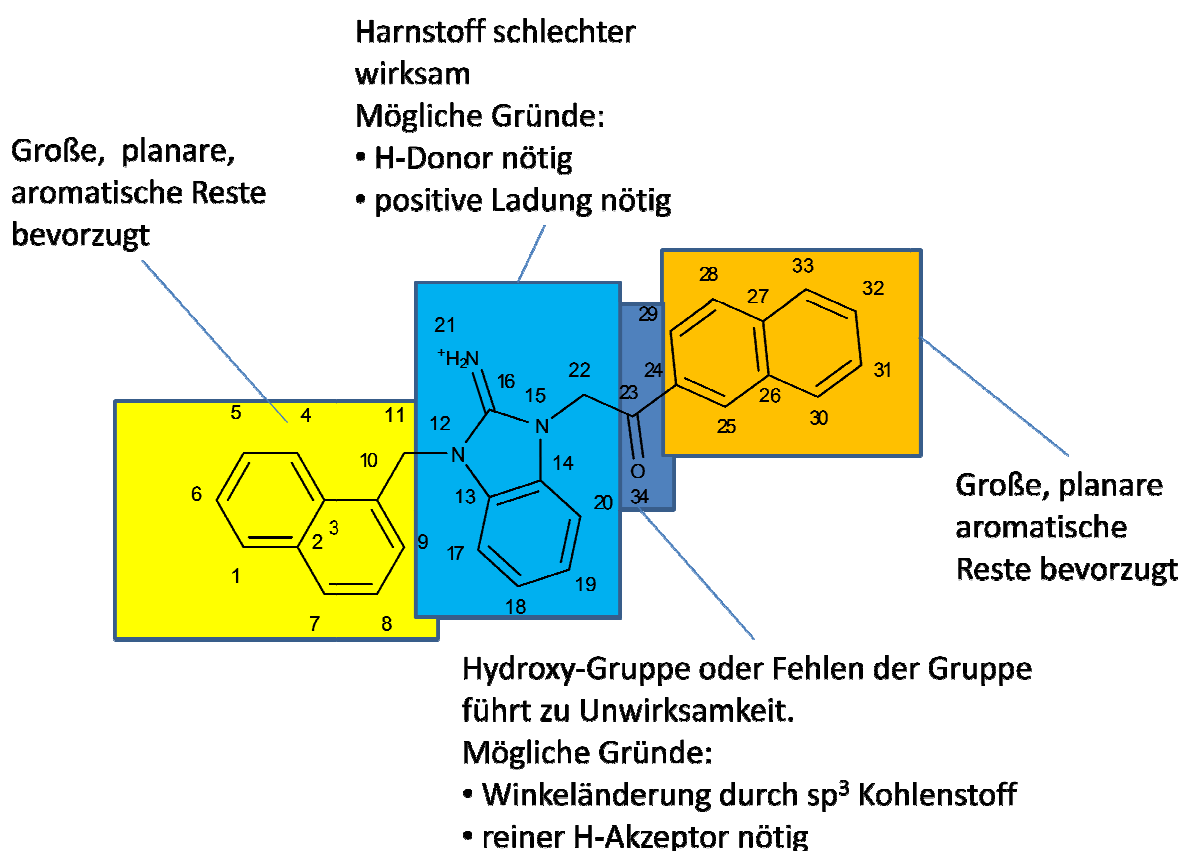 Harnstoff schlechter
wirksam
Mögliche Gründe:
• H-Donor nötig
• positive Ladung nötig
Große, planare,
aromatische Reste
bevorzugt
33
28
32
27
29
21
⁺H₂N
22
24
31
16
15
23
26
5
4
11
12
N
N
25
30
10
14
O
6
13
20
34
3
2
9
17
1
19
18
7
8
Große, planare
aromatische
Reste bevorzugt
Hydroxy-Gruppe oder Fehlen der Gruppe
führt zu Unwirksamkeit.
Mögliche Gründe:
• Winkeländerung durch sp³ Kohlenstoff
• reiner H-Akzeptor nötig